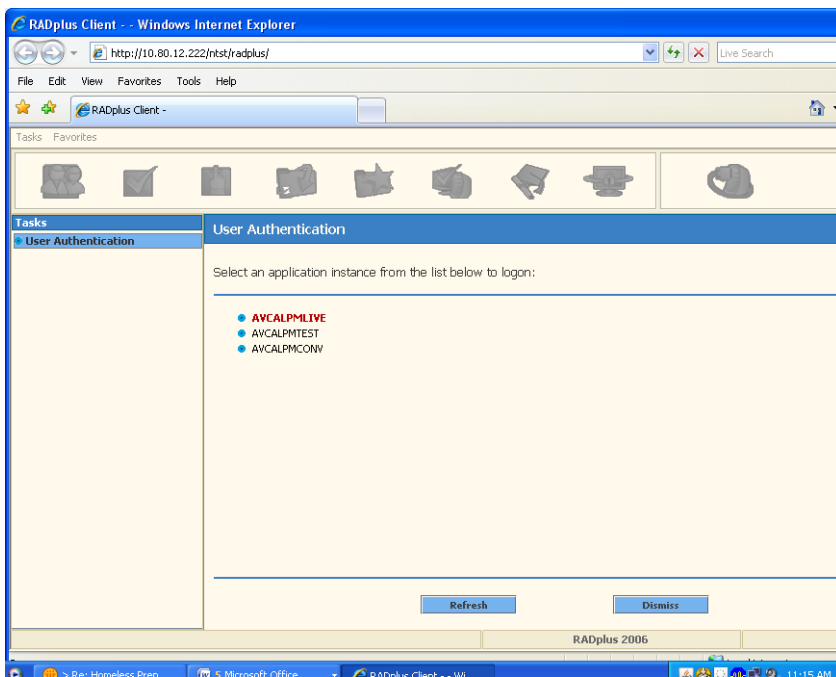 RADplus Client - - Windows Internet Explorer
http://10.80.12.222/ntst/radplus/
Live Search
File Edit View Favorites Tools Help
RADplus Client -
Tasks Favorites
Tasks
User Authentication
User Authentication
Select an application instance from the list below to logon:
AVCALPMLIVE
AVCALPMTEST
AVCALPMCONV
Refresh Dismiss
RADplus 2006
> Re: Homeless Prep... 5 Microsoft Office ... RADplus Client - - Wi... 11:15 AM